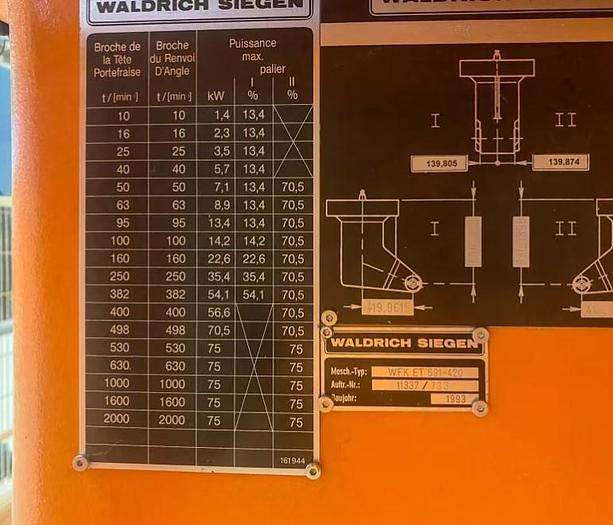 WALDRICH SIEGEN
Broche de la Tête Portefraise
Broche du Renvoi D'Angle
Puissance max.
palier
I II
t/[min⁻¹] t/[min⁻¹] kW % %
10 10 1,4 13,4
16 16 2,3 13,4
25 25 3,5 13,4
40 40 5,7 13,4
50 50 7,1 13,4 70,5
63 63 8,9 13,4 70,5
95 95 13,4 13,4 70,5
100 100 14,2 14,2 70,5
160 160 22,6 22,6 70,5
250 250 35,4 35,4 70,5
382 382 54,1 54,1 70,5
400 400 56,6 70,5
498 498 70,5 70,5
530 530 75 75
630 630 75 75
1000 1000 75 75
1600 1600 75 75
2000 2000 75 75
161944
WALDRICH SIEGEN
I II
139,805 139,874
I II
WALDRICH SIEGEN
Masch.-Typ:
Auftr.-Nr.: 11337 /
Baujahr: 1993